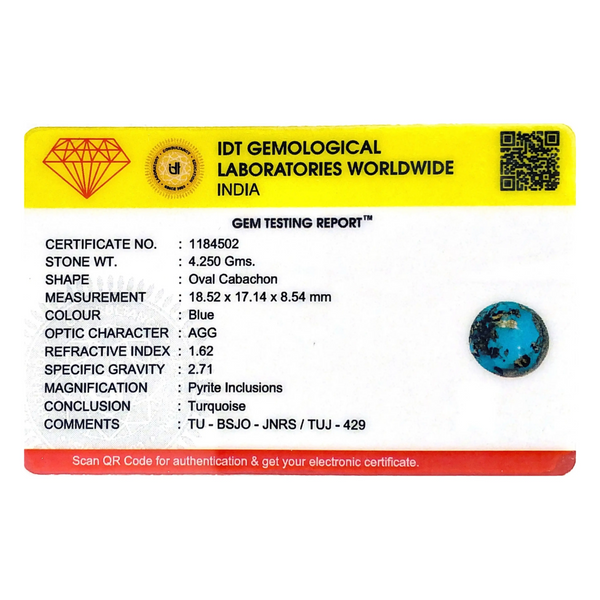 IDT GEMOLOGICAL
LABORATORIES WORLDWIDE
INDIA
idt
GEM TESTING REPORT™
CERTIFICATE NO. : 1184502
STONE WT. : 4.250 Gms.
SHAPE : Oval Cabachon
MEASUREMENT : 18.52 x 17.14 x 8.54 mm
COLOUR : Blue
OPTIC CHARACTER : AGG
REFRACTIVE INDEX : 1.62
SPECIFIC GRAVITY : 2.71
MAGNIFICATION : Pyrite Inclusions
CONCLUSION : Turquoise
COMMENTS : TU - BSJO - JNRS / TUJ - 429
Scan QR Code for authentication & get your electronic certificate.